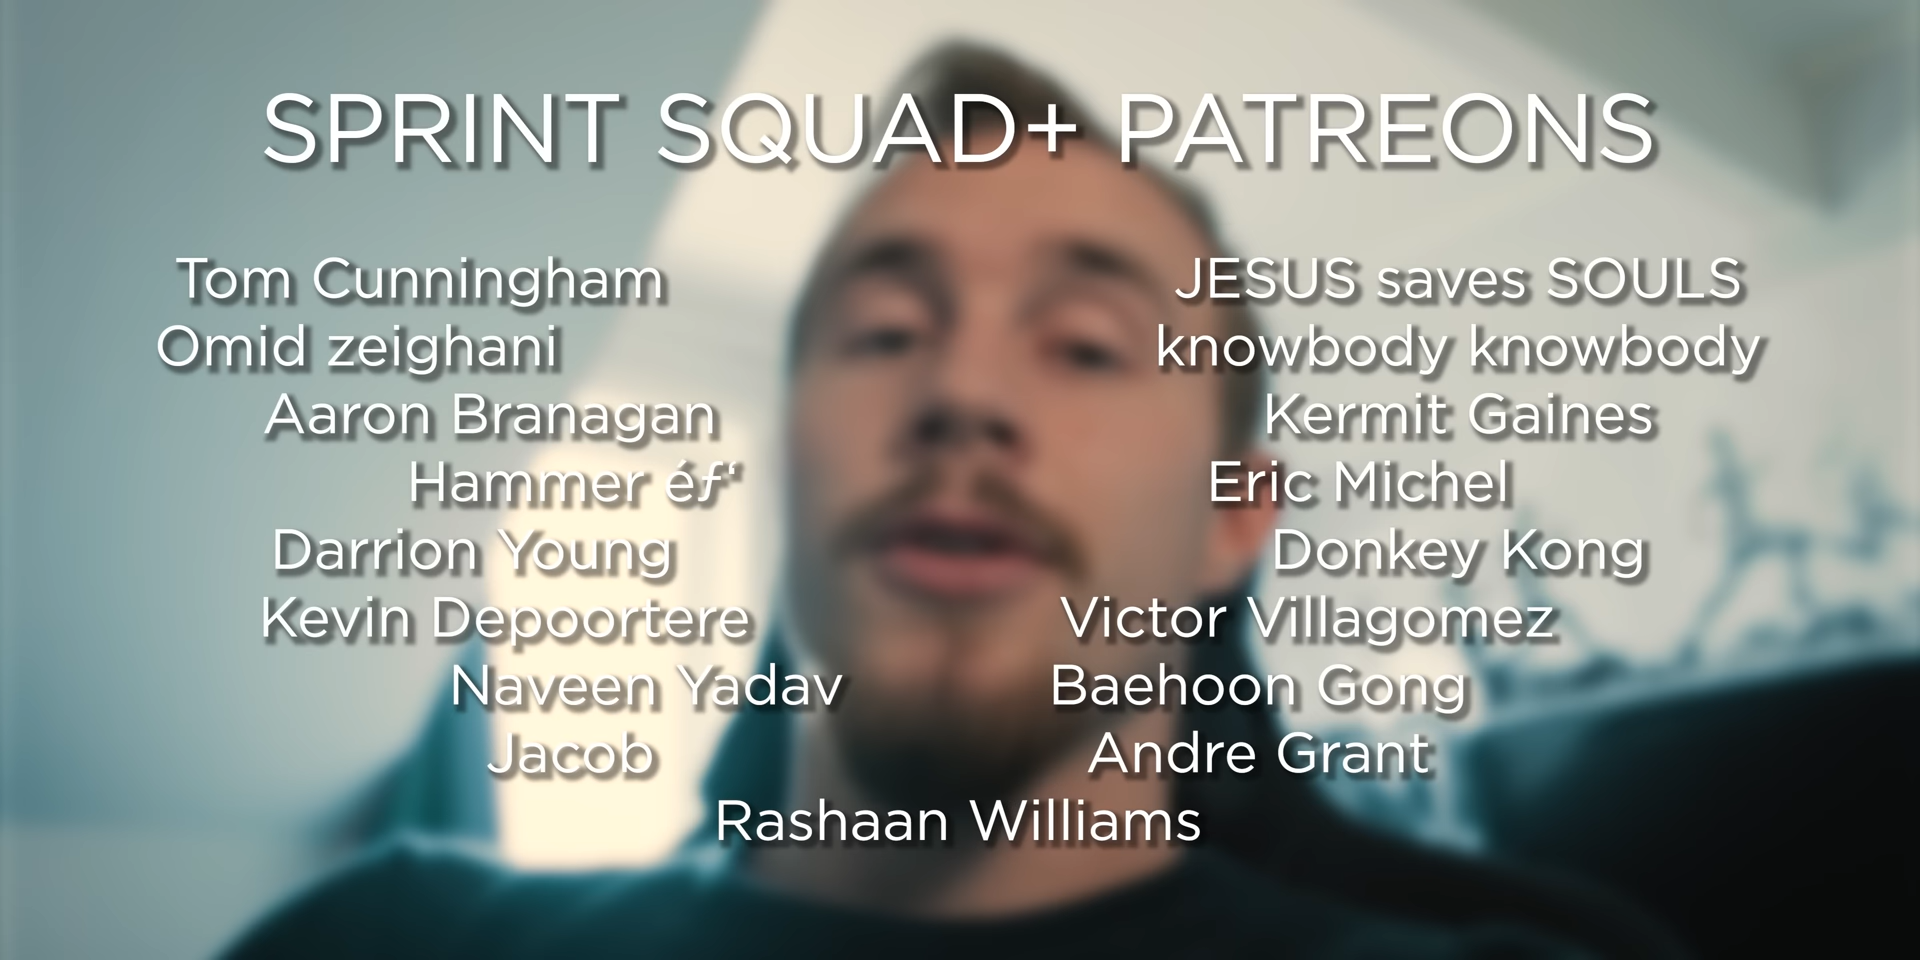 SPRINT SQUAD+ PATREONS
Tom Cunningham
Omid zeighani
Aaron Branagan
Hammer éƒ‘
Darrion Young
Kevin Depoortere
Naveen Yadav
Jacob
JESUS saves SOULS
knowbody knowbody
Kermit Gaines
Eric Michel
Donkey Kong
Victor Villagomez
Baehoon Gong
Andre Grant
Rashaan Williams